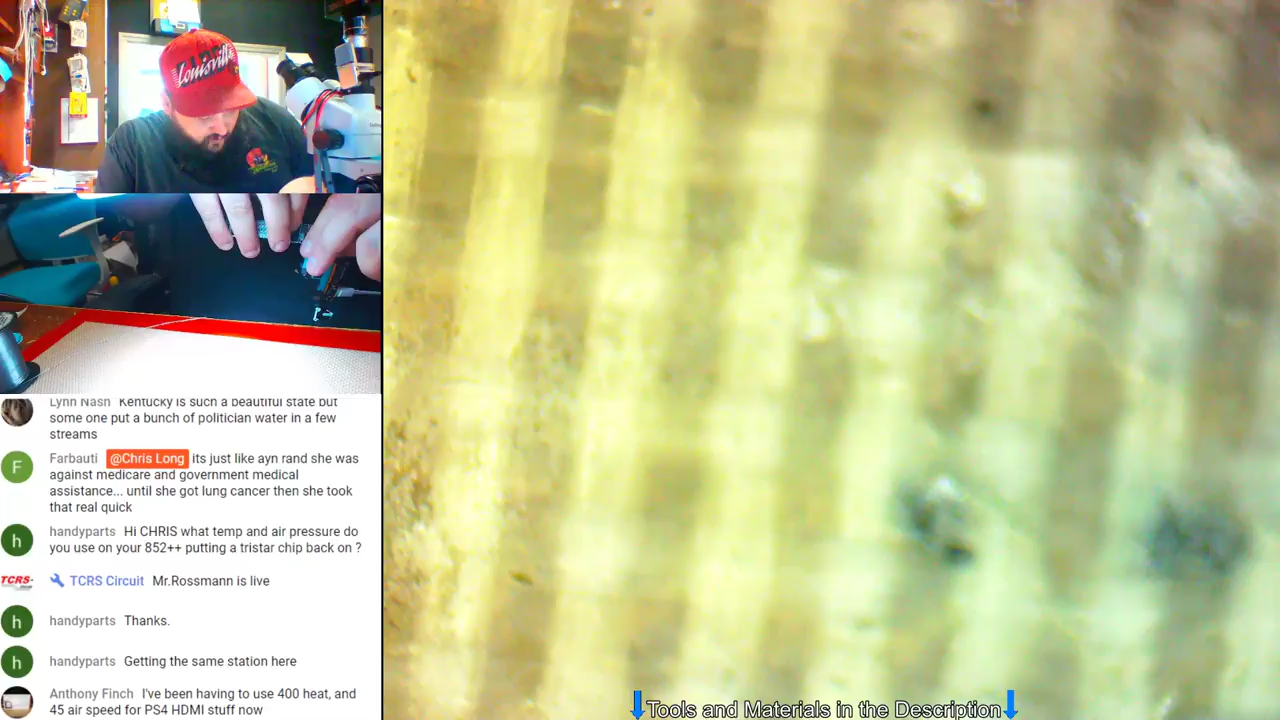 Louisville
Lynn Nash Kentucky is such a beautiful state but
some one put a bunch of politician water in a few
streams
Farbauti @Chris Long its just like ayn rand she was
against medicare and government medical
assistance... until she got lung cancer then she took
that real quick
handyparts Hi CHRIS what temp and air pressure do
you use on your 852++ putting a tristar chip back on ?
TCRS Circuit Mr.Rossmann is live
handyparts Thanks.
handyparts Getting the same station here
Anthony Finch I've been having to use 400 heat, and
45 air speed for PS4 HDMI stuff now
Tools and Materials in the Description